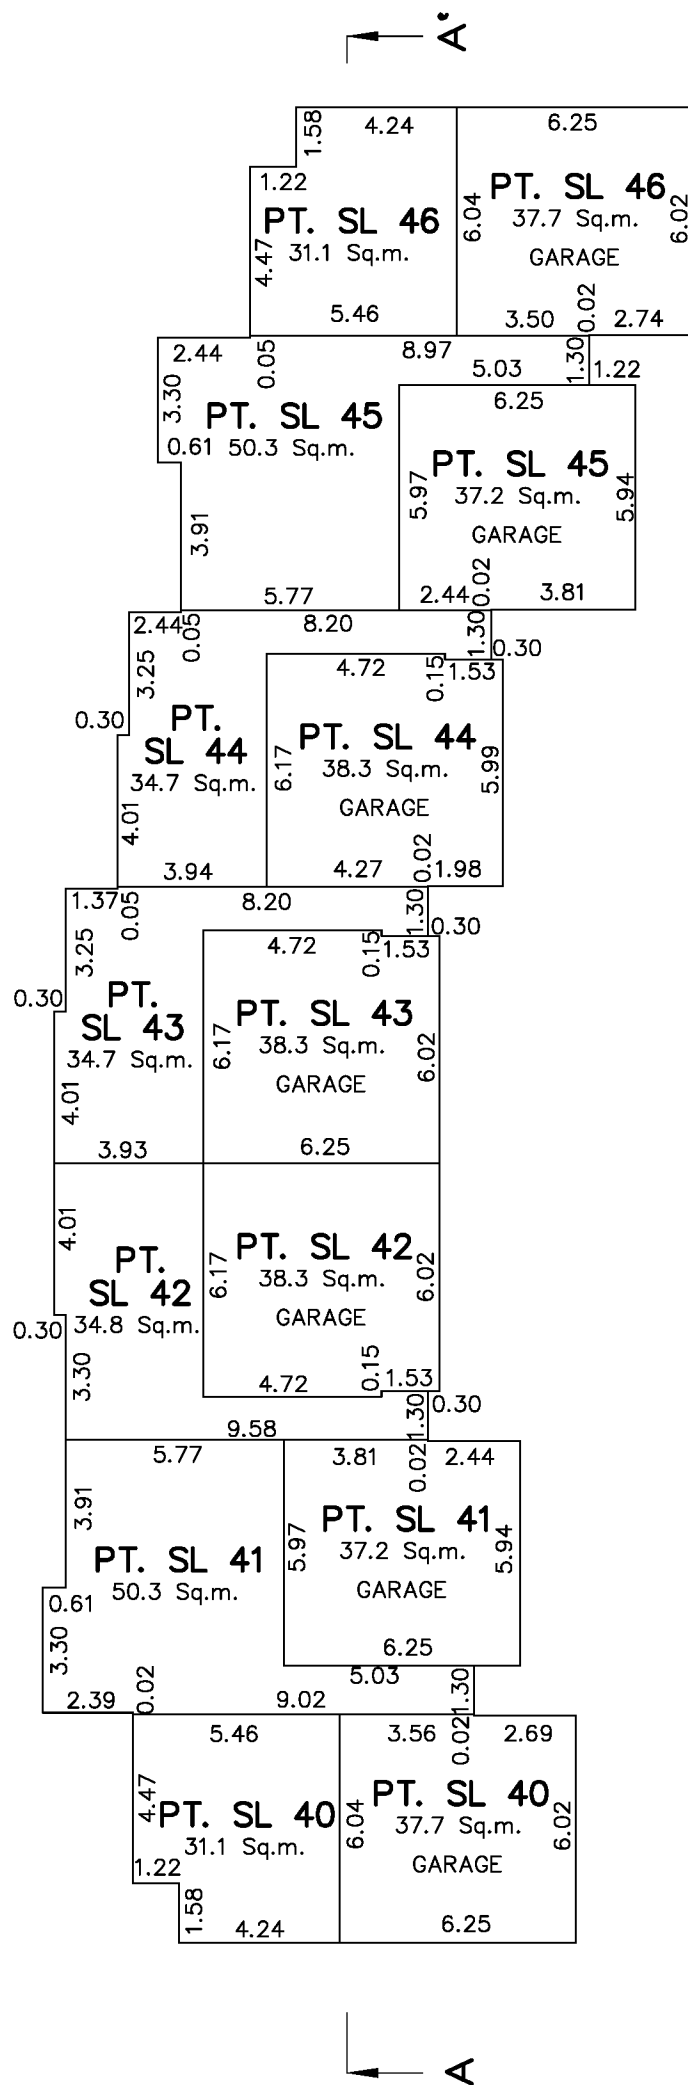 A'
1.58
4.24
6.25
1.22
PT. SL 46
31.1 Sq.m.
4.47
5.46
6.04
PT. SL 46
37.7 Sq.m.
GARAGE
6.02
3.50
0.02
2.74
2.44
0.05
8.97
5.03
1.30
1.22
3.30
PT. SL 45
0.61
50.3 Sq.m.
3.91
5.77
6.25
5.97
PT. SL 45
37.2 Sq.m.
GARAGE
5.94
2.44
0.02
3.81
2.44
0.05
8.20
1.30
0.30
3.25
0.30
PT.
SL 44
34.7 Sq.m.
4.01
3.94
4.72
0.15
1.53
6.17
PT. SL 44
38.3 Sq.m.
GARAGE
5.99
4.27
0.02
1.98
1.37
0.05
8.20
1.30
0.30
3.25
0.30
PT.
SL 43
34.7 Sq.m.
4.01
3.93
4.72
0.15
1.53
6.17
PT. SL 43
38.3 Sq.m.
GARAGE
6.02
6.25
4.01
PT.
SL 42
34.8 Sq.m.
0.30
3.30
6.17
PT. SL 42
38.3 Sq.m.
GARAGE
6.02
4.72
0.15
1.53
9.58
1.30
0.30
5.77
3.81
0.02
2.44
3.91
PT. SL 41
50.3 Sq.m.
0.61
3.30
5.97
PT. SL 41
37.2 Sq.m.
GARAGE
5.94
6.25
5.03
1.30
2.39
0.02
9.02
5.46
3.56
0.02
2.69
4.47
PT. SL 40
31.1 Sq.m.
1.22
1.58
4.24
6.04
PT. SL 40
37.7 Sq.m.
GARAGE
6.02
6.25
A